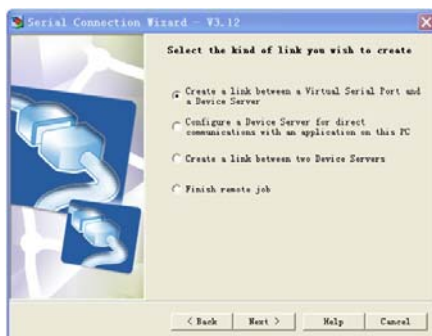 Serial Connection Wizard - V3.12
Select the kind of link you wish to create
Create a link between a Virtual Serial Port and
a Device Server
Configure a Device Server for direct
communications with an application on this PC
Create a link between two Device Servers
Finish remote job
< Back
Next >
Help
Cancel